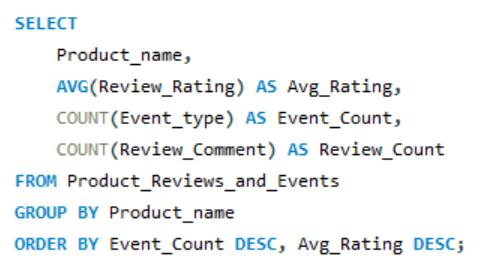 SELECT
    Product_name,
    AVG(Review_Rating) AS Avg_Rating,
    COUNT(Event_type) AS Event_Count,
    COUNT(Review_Comment) AS Review_Count
FROM Product_Reviews_and_Events
GROUP BY Product_name
ORDER BY Event_Count DESC, Avg_Rating DESC;